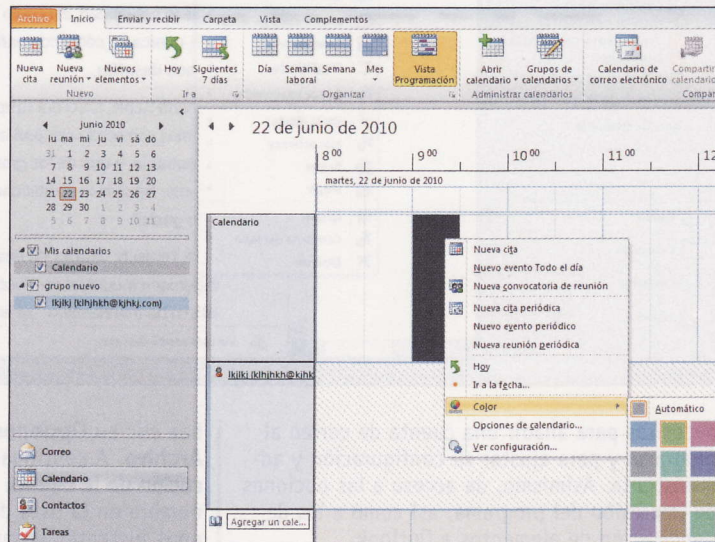 Archivo Inicio Enviar y recibir Carpeta Vista Complementos
Nueva cita
Nueva reunión
Nuevos elementos
Nuevo
Hoy
Siguientes 7 días
Ir a
Día
Semana laboral
Semana
Mes
Vista Programación
Organizar
Abrir calendario
Grupos de calendarios
Administrar calendarios
Calendario de correo electrónico
Compartir calendario
Compar
junio 2010
lu ma mi ju vi sá do
31 1 2 3 4 5 6
7 8 9 10 11 12 13
14 15 16 17 18 19 20
21 22 23 24 25 26 27
28 29 30 1 2 3 4
5 6 7 8 9 10 11
Mis calendarios
Calendario
grupo nuevo
lkjlkj (klhjhkh@kjhkj.com)
Correo
Calendario
Contactos
Tareas
22 de junio de 2010
8 00 9 00 10 00 11 00 12
martes, 22 de junio de 2010
Calendario
lkjlkj (klhjhkh@kjhk
Agregar un cale...
Nueva cita
Nuevo evento Todo el día
Nueva convocatoria de reunión
Nueva cita periódica
Nuevo evento periódico
Nueva reunión periódica
Hoy
Ir a la fecha...
Color
Opciones de calendario...
Ver configuración...
Automático